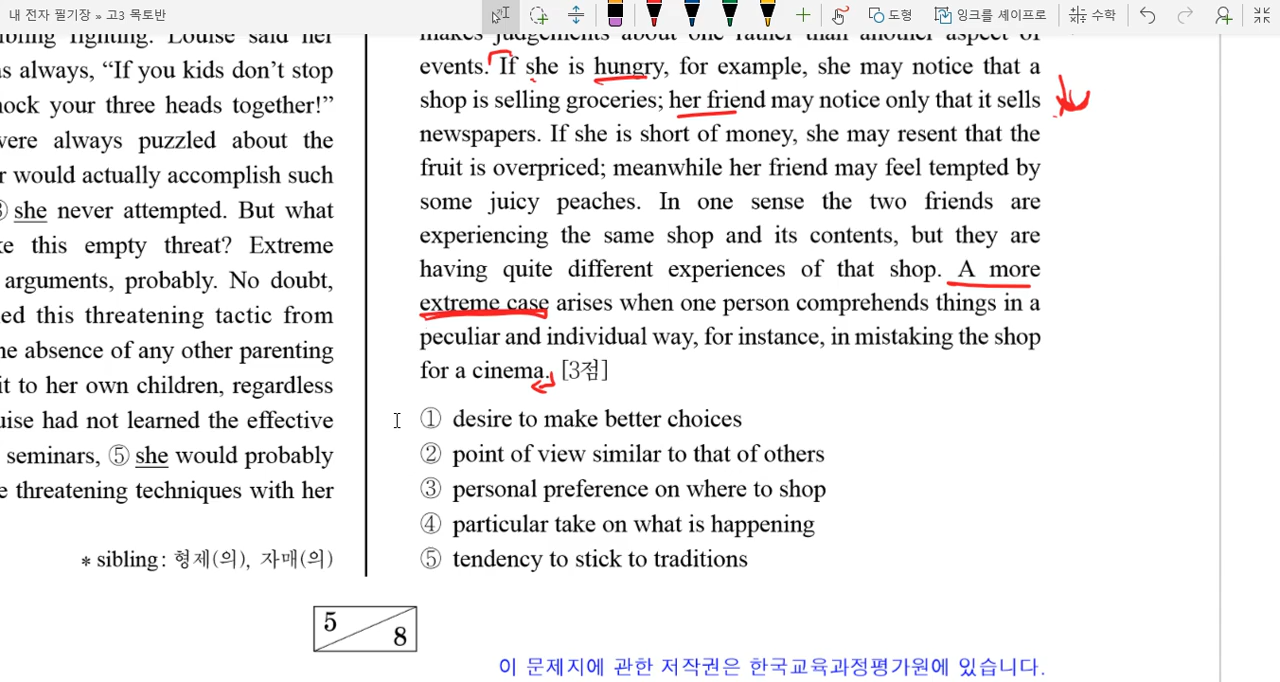 내 전자 필기장 » 고3 목토반
도형
잉크를 셰이프로
수학
sibling fighting. Louise said her
as always, “If you kids don’t stop
nock your three heads together!”
were always puzzled about the
r would actually accomplish such
③ she never attempted. But what
ke this empty threat? Extreme
arguments, probably. No doubt,
ed this threatening tactic from
he absence of any other parenting
it to her own children, regardless
uise had not learned the effective
seminars, ⑤ she would probably
e threatening techniques with her
* sibling: 형제(의), 자매(의)
makes judgements about one rather than another aspect of
events. If she is hungry, for example, she may notice that a
shop is selling groceries; her friend may notice only that it sells
newspapers. If she is short of money, she may resent that the
fruit is overpriced; meanwhile her friend may feel tempted by
some juicy peaches. In one sense the two friends are
experiencing the same shop and its contents, but they are
having quite different experiences of that shop. A more
extreme case arises when one person comprehends things in a
peculiar and individual way, for instance, in mistaking the shop
for a cinema. [3점]
① desire to make better choices
② point of view similar to that of others
③ personal preference on where to shop
④ particular take on what is happening
⑤ tendency to stick to traditions
5
8
이 문제지에 관한 저작권은 한국교육과정평가원에 있습니다.